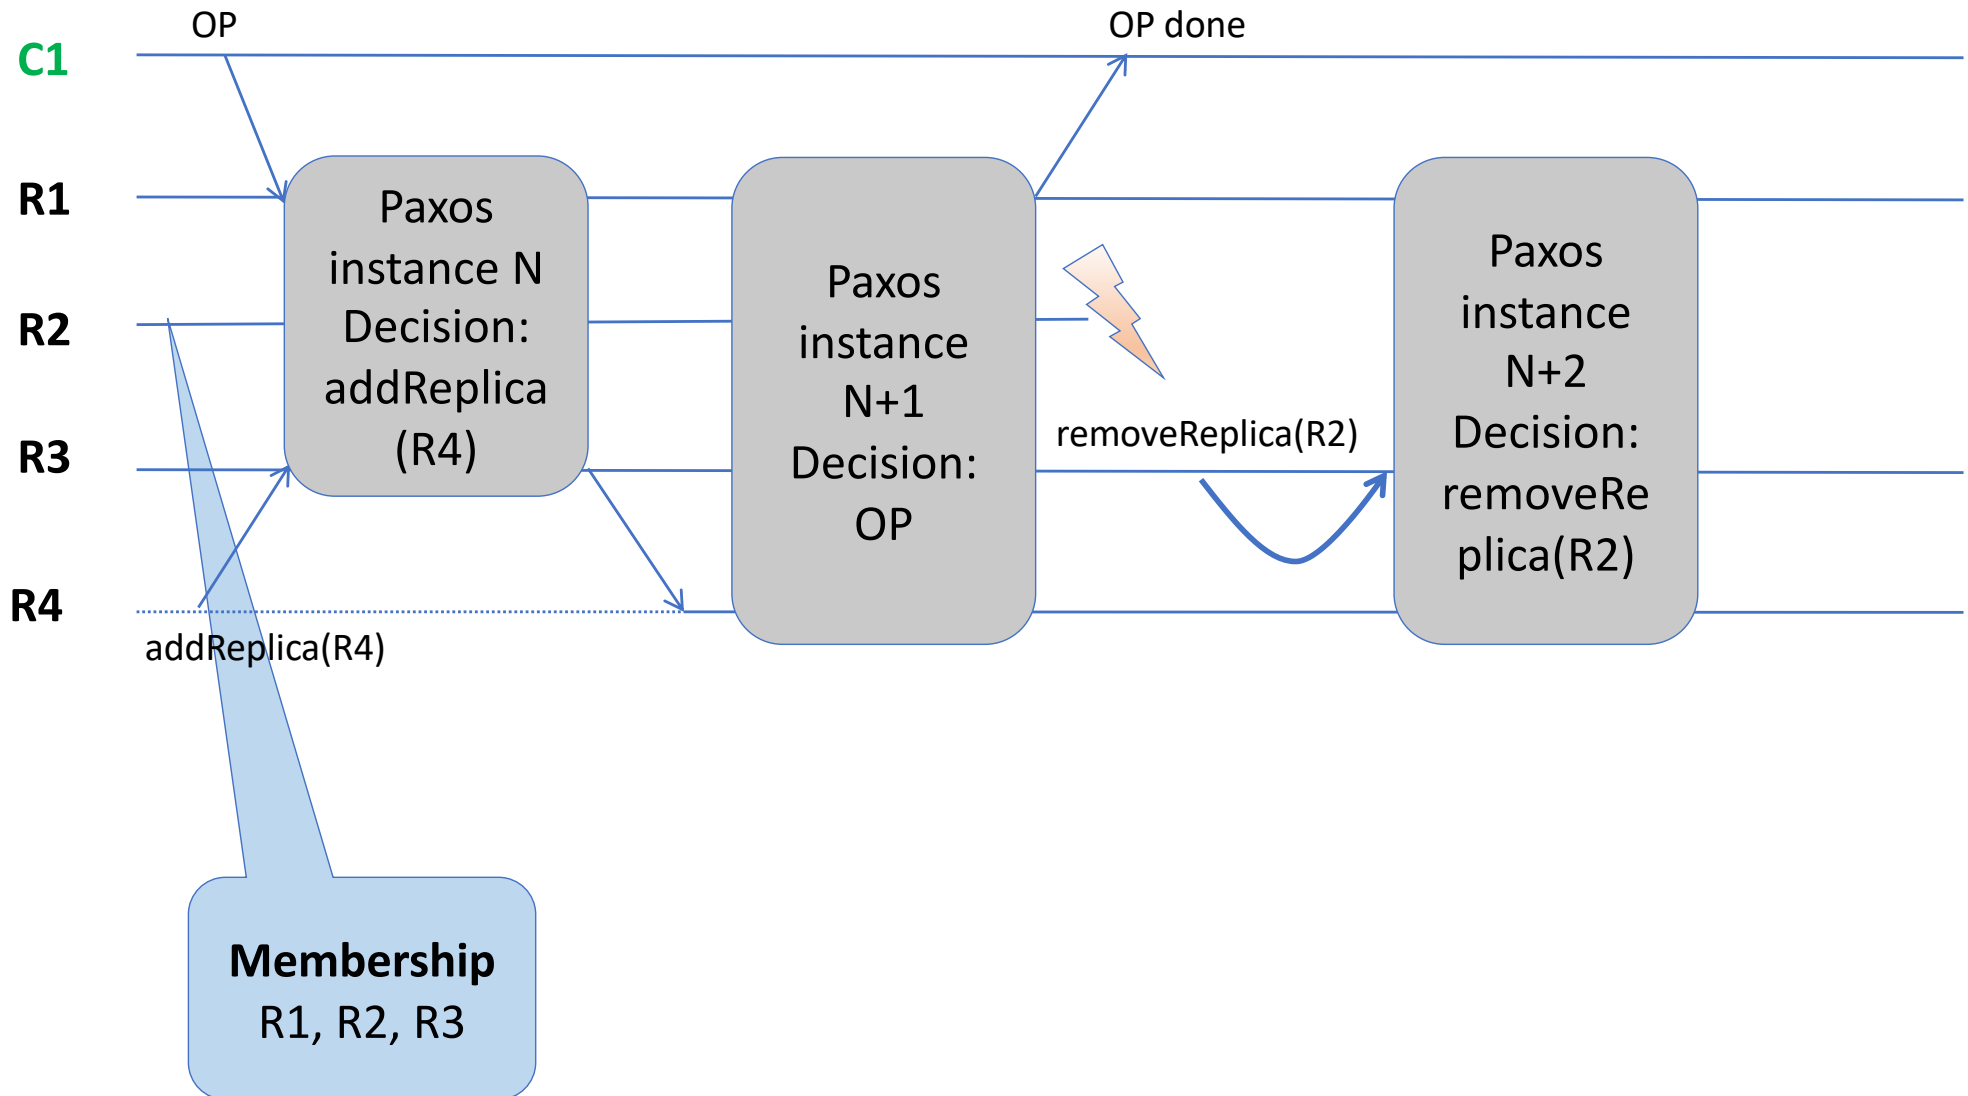 OP
OP done
C1
R1
R2
R3
R4
Paxos
instance N
Decision:
addReplica
(R4)
Paxos
instance
N+1
Decision:
OP
removeReplica(R2)
Paxos
instance
N+2
Decision:
removeRe
plica(R2)
addReplica(R4)
Membership
R1, R2, R3